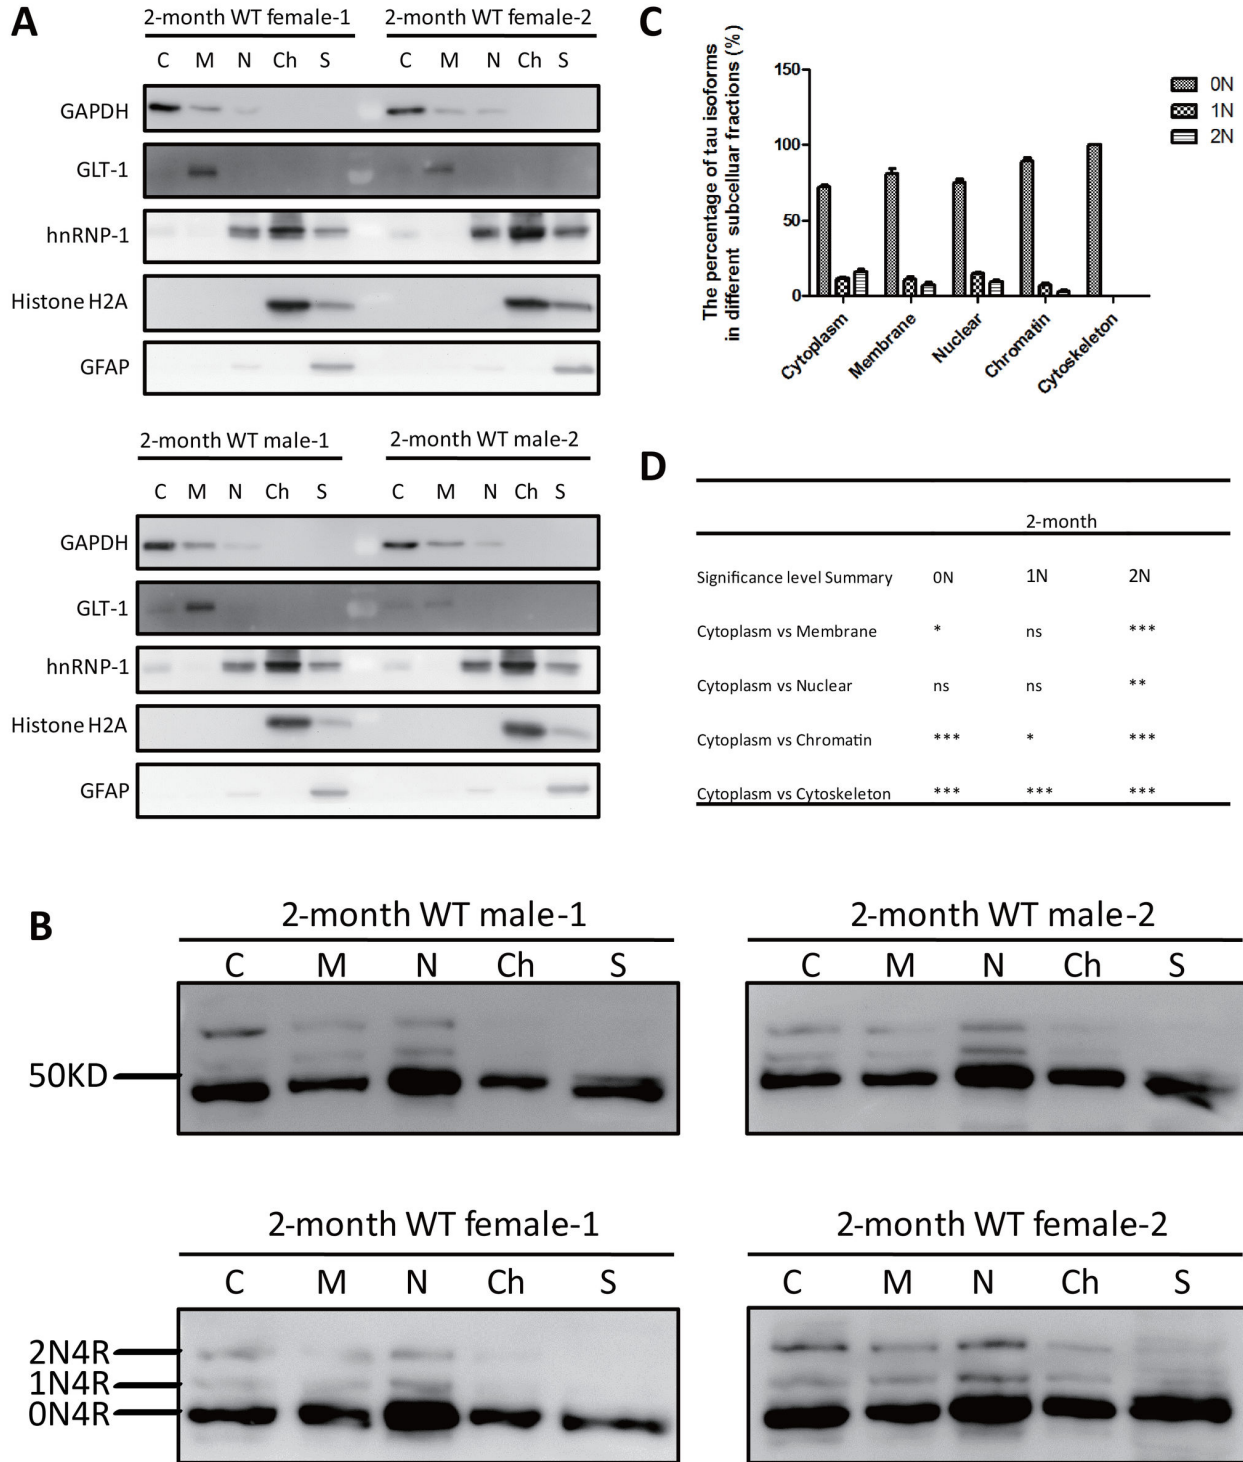 A
2-month WT female-1 2-month WT female-2
C M N Ch S C M N Ch S
GAPDH
GLT-1
hnRNP-1
Histone H2A
GFAP
2-month WT male-1 2-month WT male-2
C M N Ch S C M N Ch S
GAPDH
GLT-1
hnRNP-1
Histone H2A
GFAP
C
The percentage of tau isoforms
in different subcelluar fractions (%)
150
100
50
0
Cytoplasm
Membrane
Nuclear
Chromatin
Cytoskeleton
0N
1N
2N
D
2-month
Significance level Summary 0N 1N 2N
Cytoplasm vs Membrane * ns ***
Cytoplasm vs Nuclear ns ns **
Cytoplasm vs Chromatin *** * ***
Cytoplasm vs Cytoskeleton *** *** ***
B
2-month WT male-1 2-month WT male-2
C M N Ch S C M N Ch S
50KD
2-month WT female-1 2-month WT female-2
C M N Ch S C M N Ch S
2N4R
1N4R
0N4R